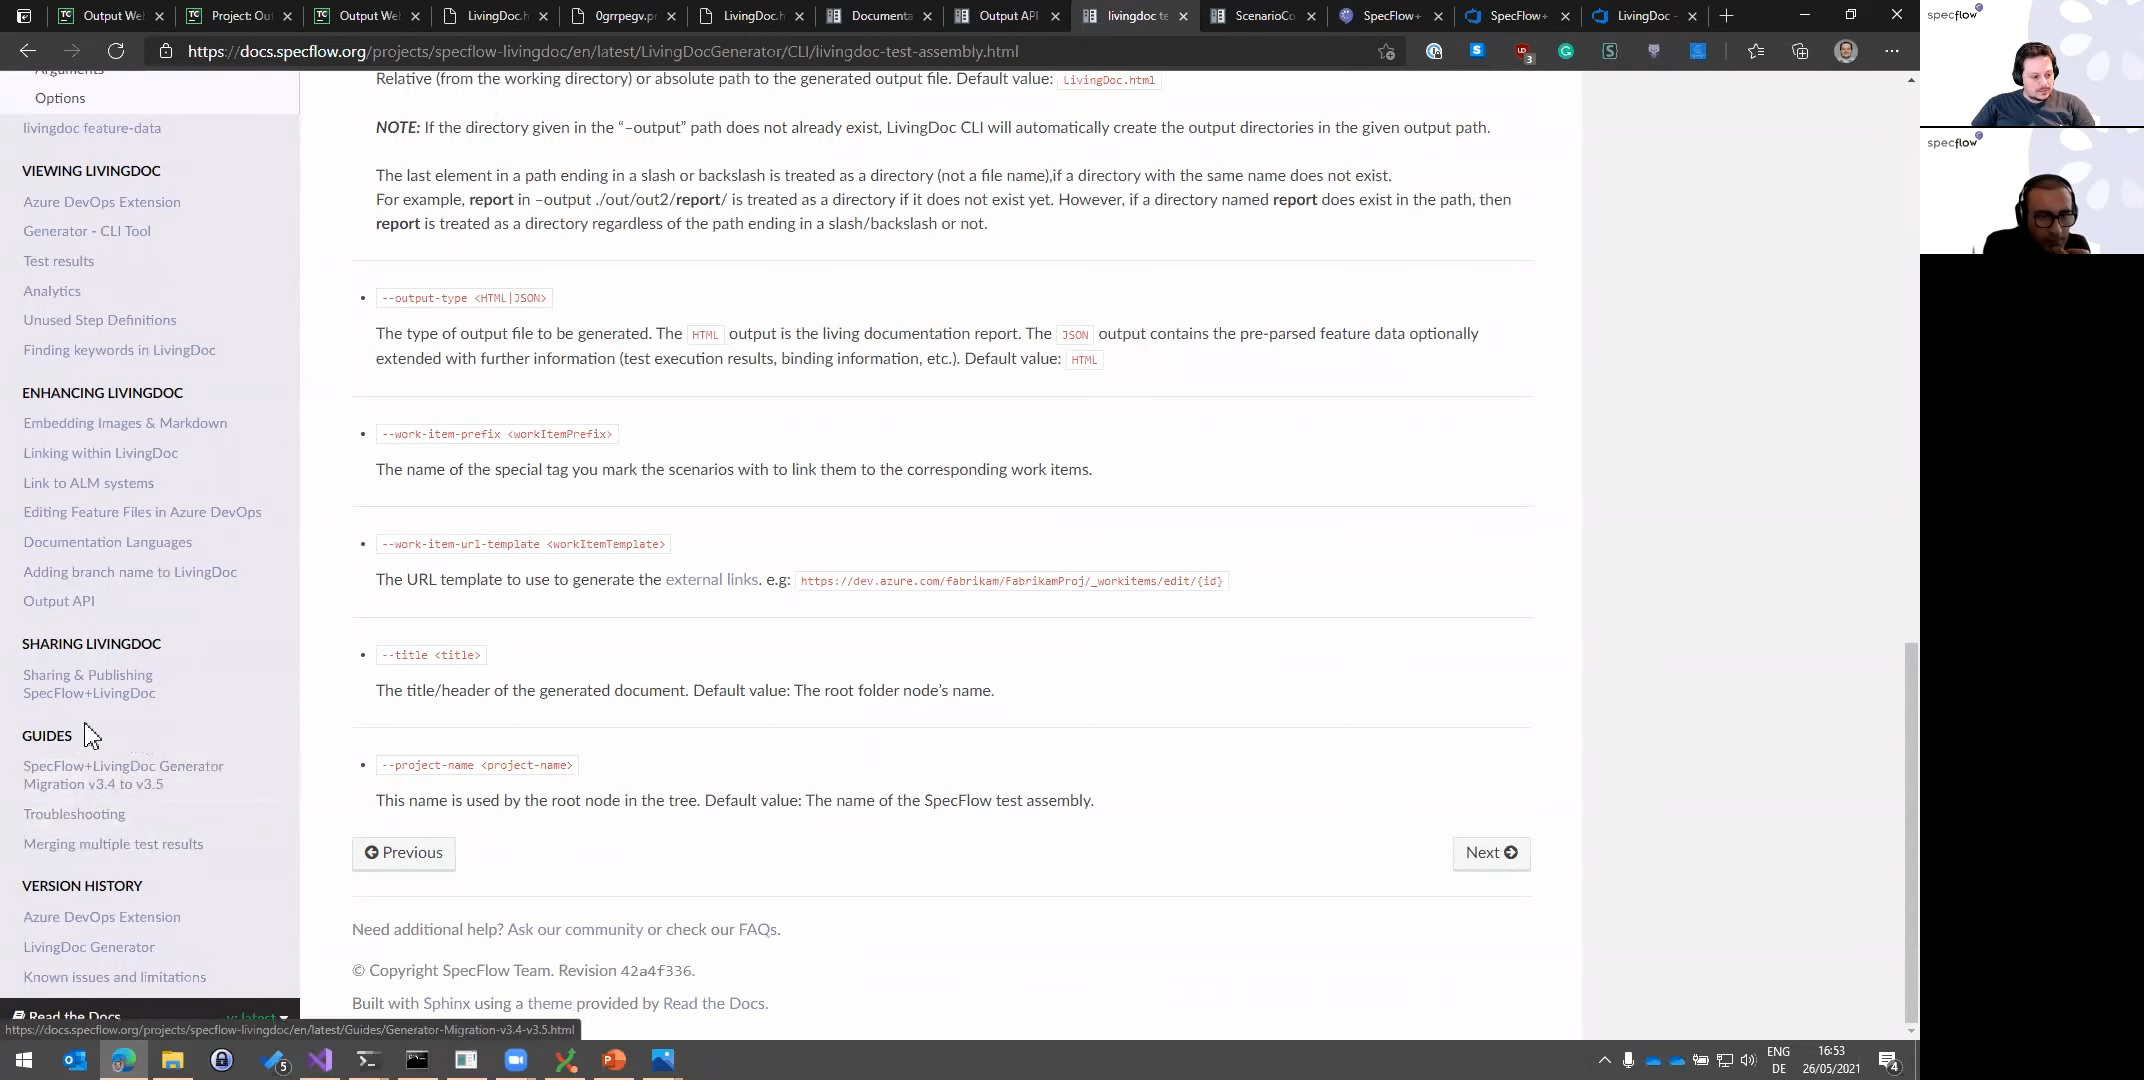 Output We
Project: Ou
Output We
LivingDoc.h
0grrpegv.p
LivingDoc.h
Documenta
Output API
livingdoc te
ScenarioCo
SpecFlow+
SpecFlow+
LivingDoc -
https://docs.specflow.org/projects/specflow-livingdoc/en/latest/LivingDocGenerator/CLI/livingdoc-test-assembly.html
3
specflow
specflow
Arguments
Options
livingdoc feature-data
VIEWING LIVINGDOC
Azure DevOps Extension
Generator - CLI Tool
Test results
Analytics
Unused Step Definitions
Finding keywords in LivingDoc
ENHANCING LIVINGDOC
Embedding Images & Markdown
Linking within LivingDoc
Link to ALM systems
Editing Feature Files in Azure DevOps
Documentation Languages
Adding branch name to LivingDoc
Output API
SHARING LIVINGDOC
Sharing & Publishing
SpecFlow+LivingDoc
GUIDES
SpecFlow+LivingDoc Generator
Migration v3.4 to v3.5
Troubleshooting
Merging multiple test results
VERSION HISTORY
Azure DevOps Extension
LivingDoc Generator
Known issues and limitations
Read the Docs
v: latest
Relative (from the working directory) or absolute path to the generated output file. Default value: LivingDoc.html
NOTE: If the directory given in the “–output” path does not already exist, LivingDoc CLI will automatically create the output directories in the given output path.
The last element in a path ending in a slash or backslash is treated as a directory (not a file name),if a directory with the same name does not exist.
For example, report in –output ./out/out2/report/ is treated as a directory if it does not exist yet. However, if a directory named report does exist in the path, then
report is treated as a directory regardless of the path ending in a slash/backslash or not.
--output-type <HTML|JSON>
The type of output file to be generated. The HTML output is the living documentation report. The JSON output contains the pre-parsed feature data optionally
extended with further information (test execution results, binding information, etc.). Default value: HTML
--work-item-prefix <workItemPrefix>
The name of the special tag you mark the scenarios with to link them to the corresponding work items.
--work-item-url-template <workItemTemplate>
The URL template to use to generate the external links. e.g: https://dev.azure.com/fabrikam/FabrikamProj/_workitems/edit/{id}
--title <title>
The title/header of the generated document. Default value: The root folder node’s name.
--project-name <project-name>
This name is used by the root node in the tree. Default value: The name of the SpecFlow test assembly.
Previous
Next
Need additional help? Ask our community or check our FAQs.
© Copyright SpecFlow Team. Revision 42a4f336.
Built with Sphinx using a theme provided by Read the Docs.
https://docs.specflow.org/projects/specflow-livingdoc/en/latest/Guides/Generator-Migration-v3.4-v3.5.html
5
ENG
DE
16:53
26/05/2021
4